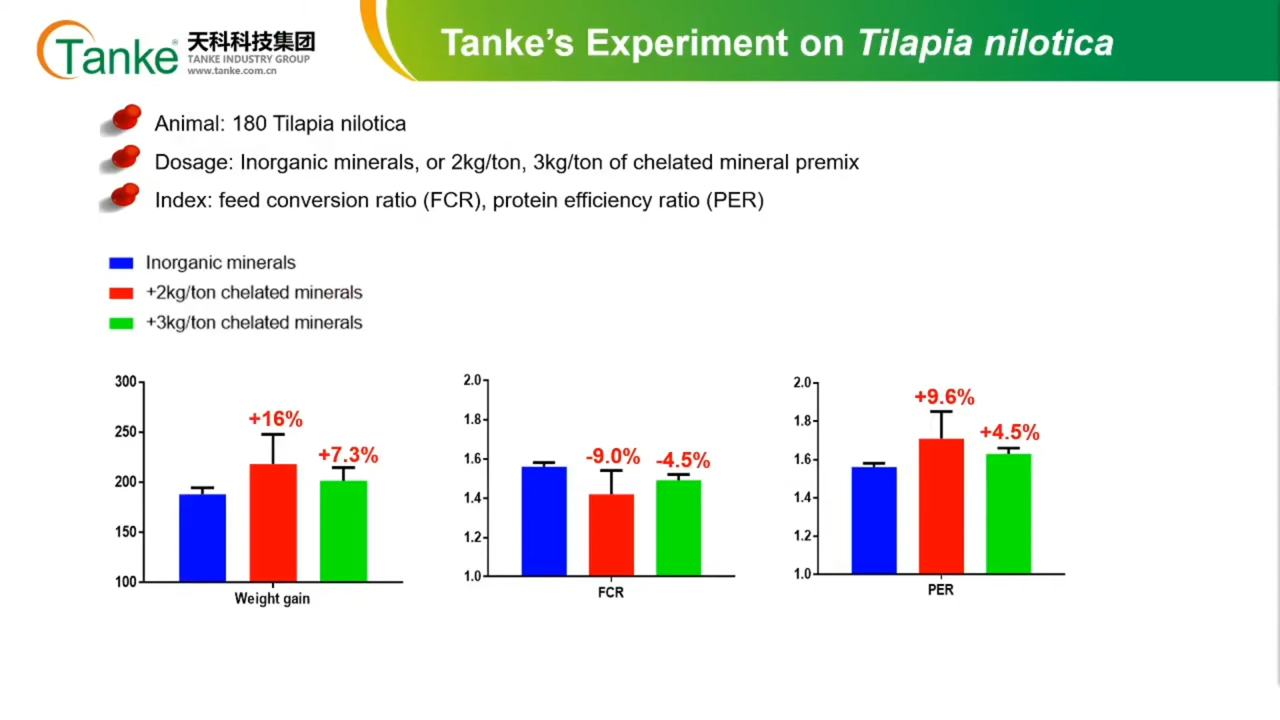 Tanke®
天科科技集团
TANKE INDUSTRY GROUP
www.tanke.com.cn
Tanke's Experiment on Tilapia nilotica
Animal: 180 Tilapia nilotica
Dosage: Inorganic minerals, or 2kg/ton, 3kg/ton of chelated mineral premix
Index: feed conversion ratio (FCR), protein efficiency ratio (PER)
Inorganic minerals
+2kg/ton chelated minerals
+3kg/ton chelated minerals
300
250
200
150
100
+16%
+7.3%
Weight gain
2.0
1.8
1.6
1.4
1.2
1.0
-9.0%
-4.5%
FCR
2.0
1.8
1.6
1.4
1.2
1.0
+9.6%
+4.5%
PER